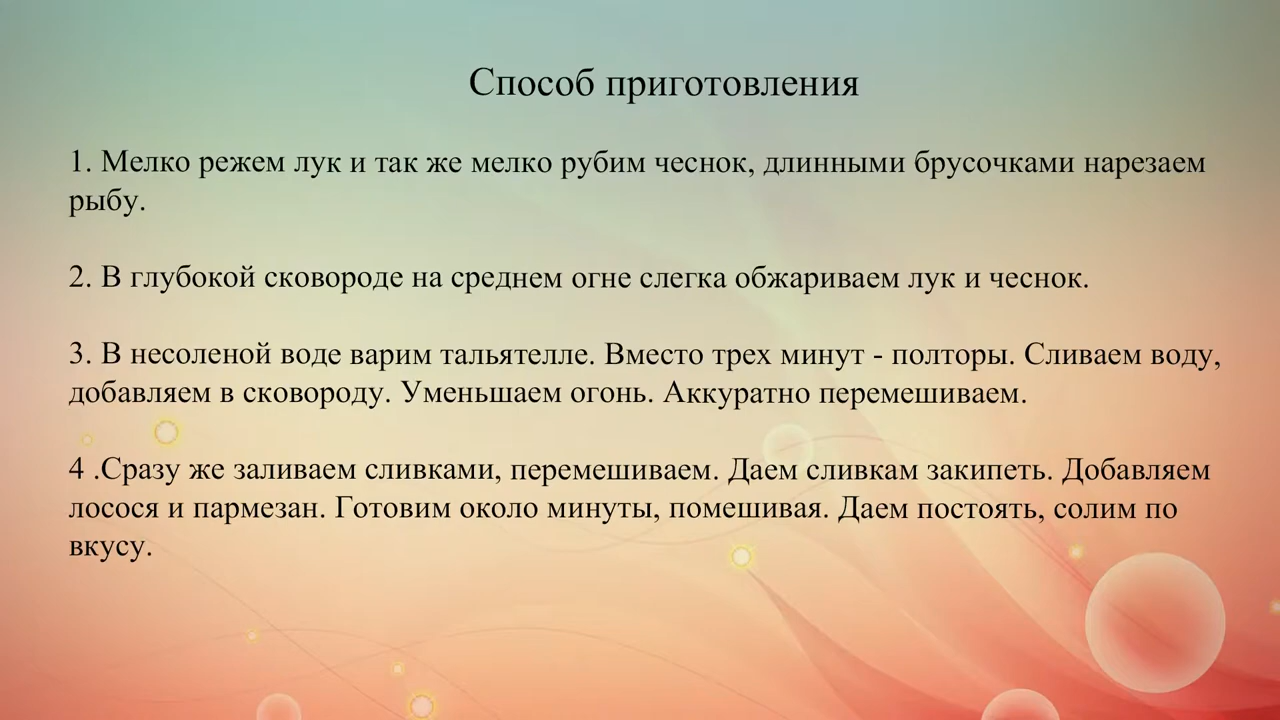 Способ приготовления
1. Мелко режем лук и так же мелко рубим чеснок, длинными брусочками нарезаем
рыбу.
2. В глубокой сковороде на среднем огне слегка обжариваем лук и чеснок.
3. В несоленой воде варим тальятелле. Вместо трех минут - полторы. Сливаем воду,
добавляем в сковороду. Уменьшаем огонь. Аккуратно перемешиваем.
4 .Сразу же заливаем сливками, перемешиваем. Даем сливкам закипеть. Добавляем
лосося и пармезан. Готовим около минуты, помешивая. Даем постоять, солим по
вкусу.